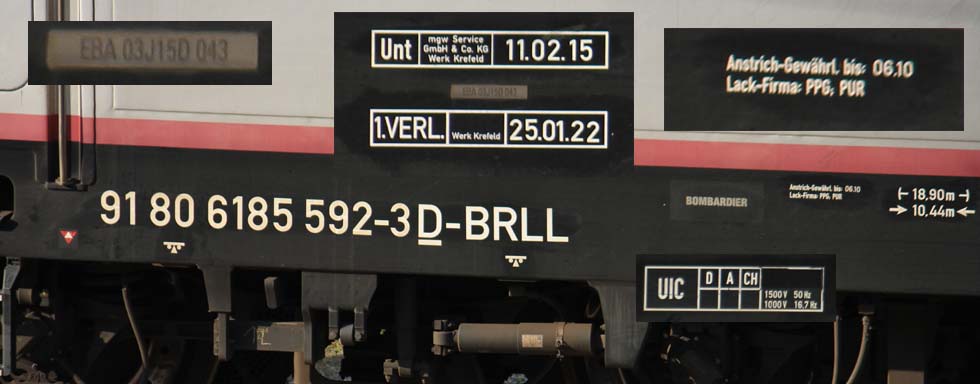 EBA 03J15D 043
Unt mgw Service GmbH & Co. KG Werk Krefeld 11.02.15
EBA 03J15D 043
1.VERL. Werk Krefeld 25.01.22
Anstrich-Gewährl. bis: 06.10
Lack-Firma: PPG, PUR
91 80 6185 592-3 D-BRLL
BOMBARDIER
Anstrich-Gewährl. bis: 06.10
Lack-Firma: PPG, PUR
18,90m
10,44m
UIC D A CH
1500V 50Hz
1000V 16,7Hz